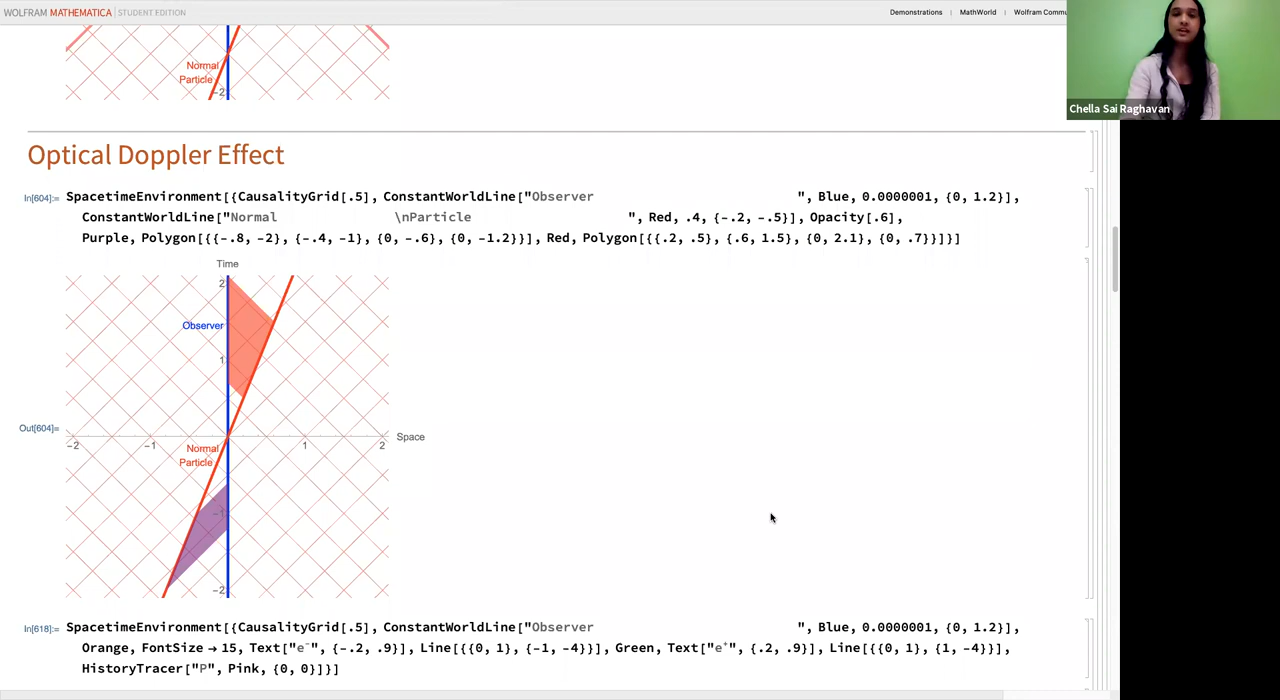 WOLFRAM MATHEMATICA | STUDENT EDITION
Demonstrations | MathWorld | Wolfram Commu
Chella Sai Raghavan
Normal
Particle
-2
Optical Doppler Effect
In[604]:= SpacetimeEnvironment[{CausalityGrid[.5], ConstantWorldLine["Observer ", Blue, 0.0000001, {0, 1.2}],
ConstantWorldLine["Normal \nParticle ", Red, .4, {-.2, -.5}], Opacity[.6],
Purple, Polygon[{{-.8, -2}, {-.4, -1}, {0, -.6}, {0, -1.2}}], Red, Polygon[{{.2, .5}, {.6, 1.5}, {0, 2.1}, {0, .7}}]}]
Time
2
Observer
1
Out[604]=
-2 -1 1 2 Space
Normal
Particle
-1
-2
In[618]:= SpacetimeEnvironment[{CausalityGrid[.5], ConstantWorldLine["Observer ", Blue, 0.0000001, {0, 1.2}],
Orange, FontSize → 15, Text["e⁻", {-.2, .9}], Line[{{0, 1}, {-1, -4}}], Green, Text["e⁺", {.2, .9}], Line[{{0, 1}, {1, -4}}],
HistoryTracer["P", Pink, {0, 0}]}]